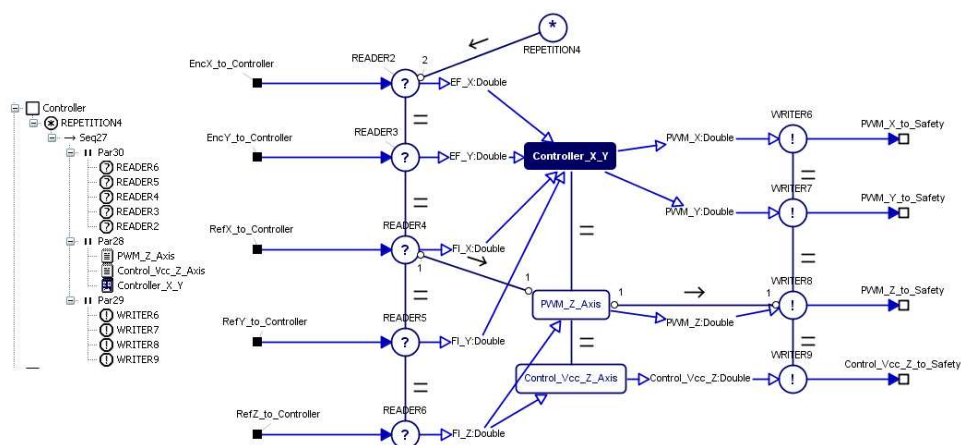 Controller
REPETITION4
Seq27
Par30
READER6
READER5
READER4
READER3
READER2
Par28
PWM_Z_Axis
Control_Vcc_Z_Axis
Controller_X_Y
Par29
WRITER6
WRITER7
WRITER8
WRITER9
REPETITION4
EncX_to_Controller
READER2
2
EF_X:Double
EncY_to_Controller
READER3
EF_Y:Double
Controller_X_Y
PWM_X:Double
WRITER6
PWM_X_to_Safety
RefX_to_Controller
READER4
FI_X:Double
PWM_Y:Double
WRITER7
PWM_Y_to_Safety
1
1
PWM_Z_Axis
1
1
WRITER8
PWM_Z_to_Safety
RefY_to_Controller
READER5
FI_Y:Double
PWM_Z:Double
Control_Vcc_Z_Axis
Control_Vcc_Z:Double
WRITER9
Control_Vcc_Z_to_Safety
RefZ_to_Controller
READER6
FI_Z:Double